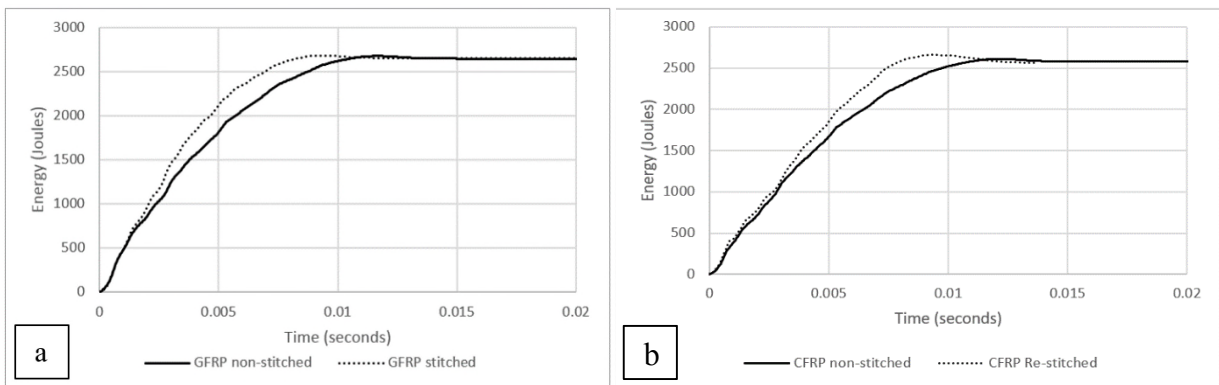 3000
2500
2000
1500
1000
500
0
Energy (Joules)
0 0.005 0.01 0.015 0.02
Time (seconds)
GFRP non-stitched GFRP stitched
a
3000
2500
2000
1500
1000
500
0
Energy (Joules)
0 0.005 0.01 0.015 0.02
Time (seconds)
CFRP non-stitched CFRP Re-stitched
b